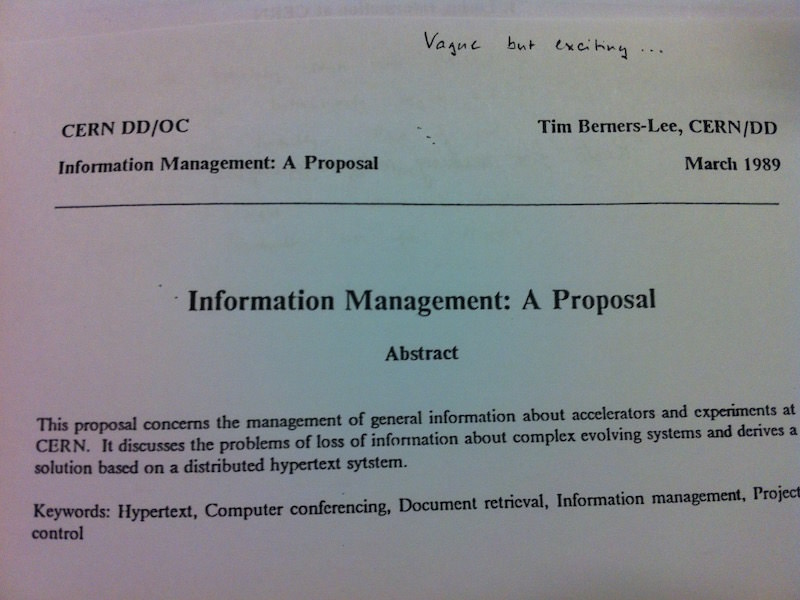 Vague but exciting ...
CERN DD/OC
Tim Berners-Lee, CERN/DD
Information Management: A Proposal
March 1989
Information Management: A Proposal
Abstract
This proposal concerns the management of general information about accelerators and experiments at
CERN. It discusses the problems of loss of information about complex evolving systems and derives a
solution based on a distributed hypertext sytstem.
Keywords: Hypertext, Computer conferencing, Document retrieval, Information management, Project
control